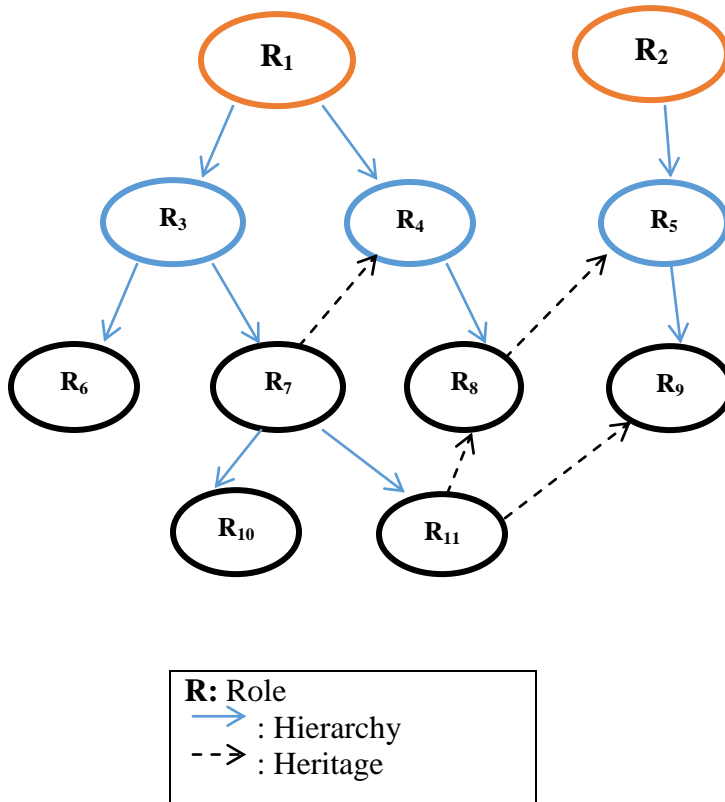 R₁
R₂
R₃
R₄
R₅
R₆
R₇
R₈
R₉
R₁₀
R₁₁
R: Role
: Hierarchy
: Heritage